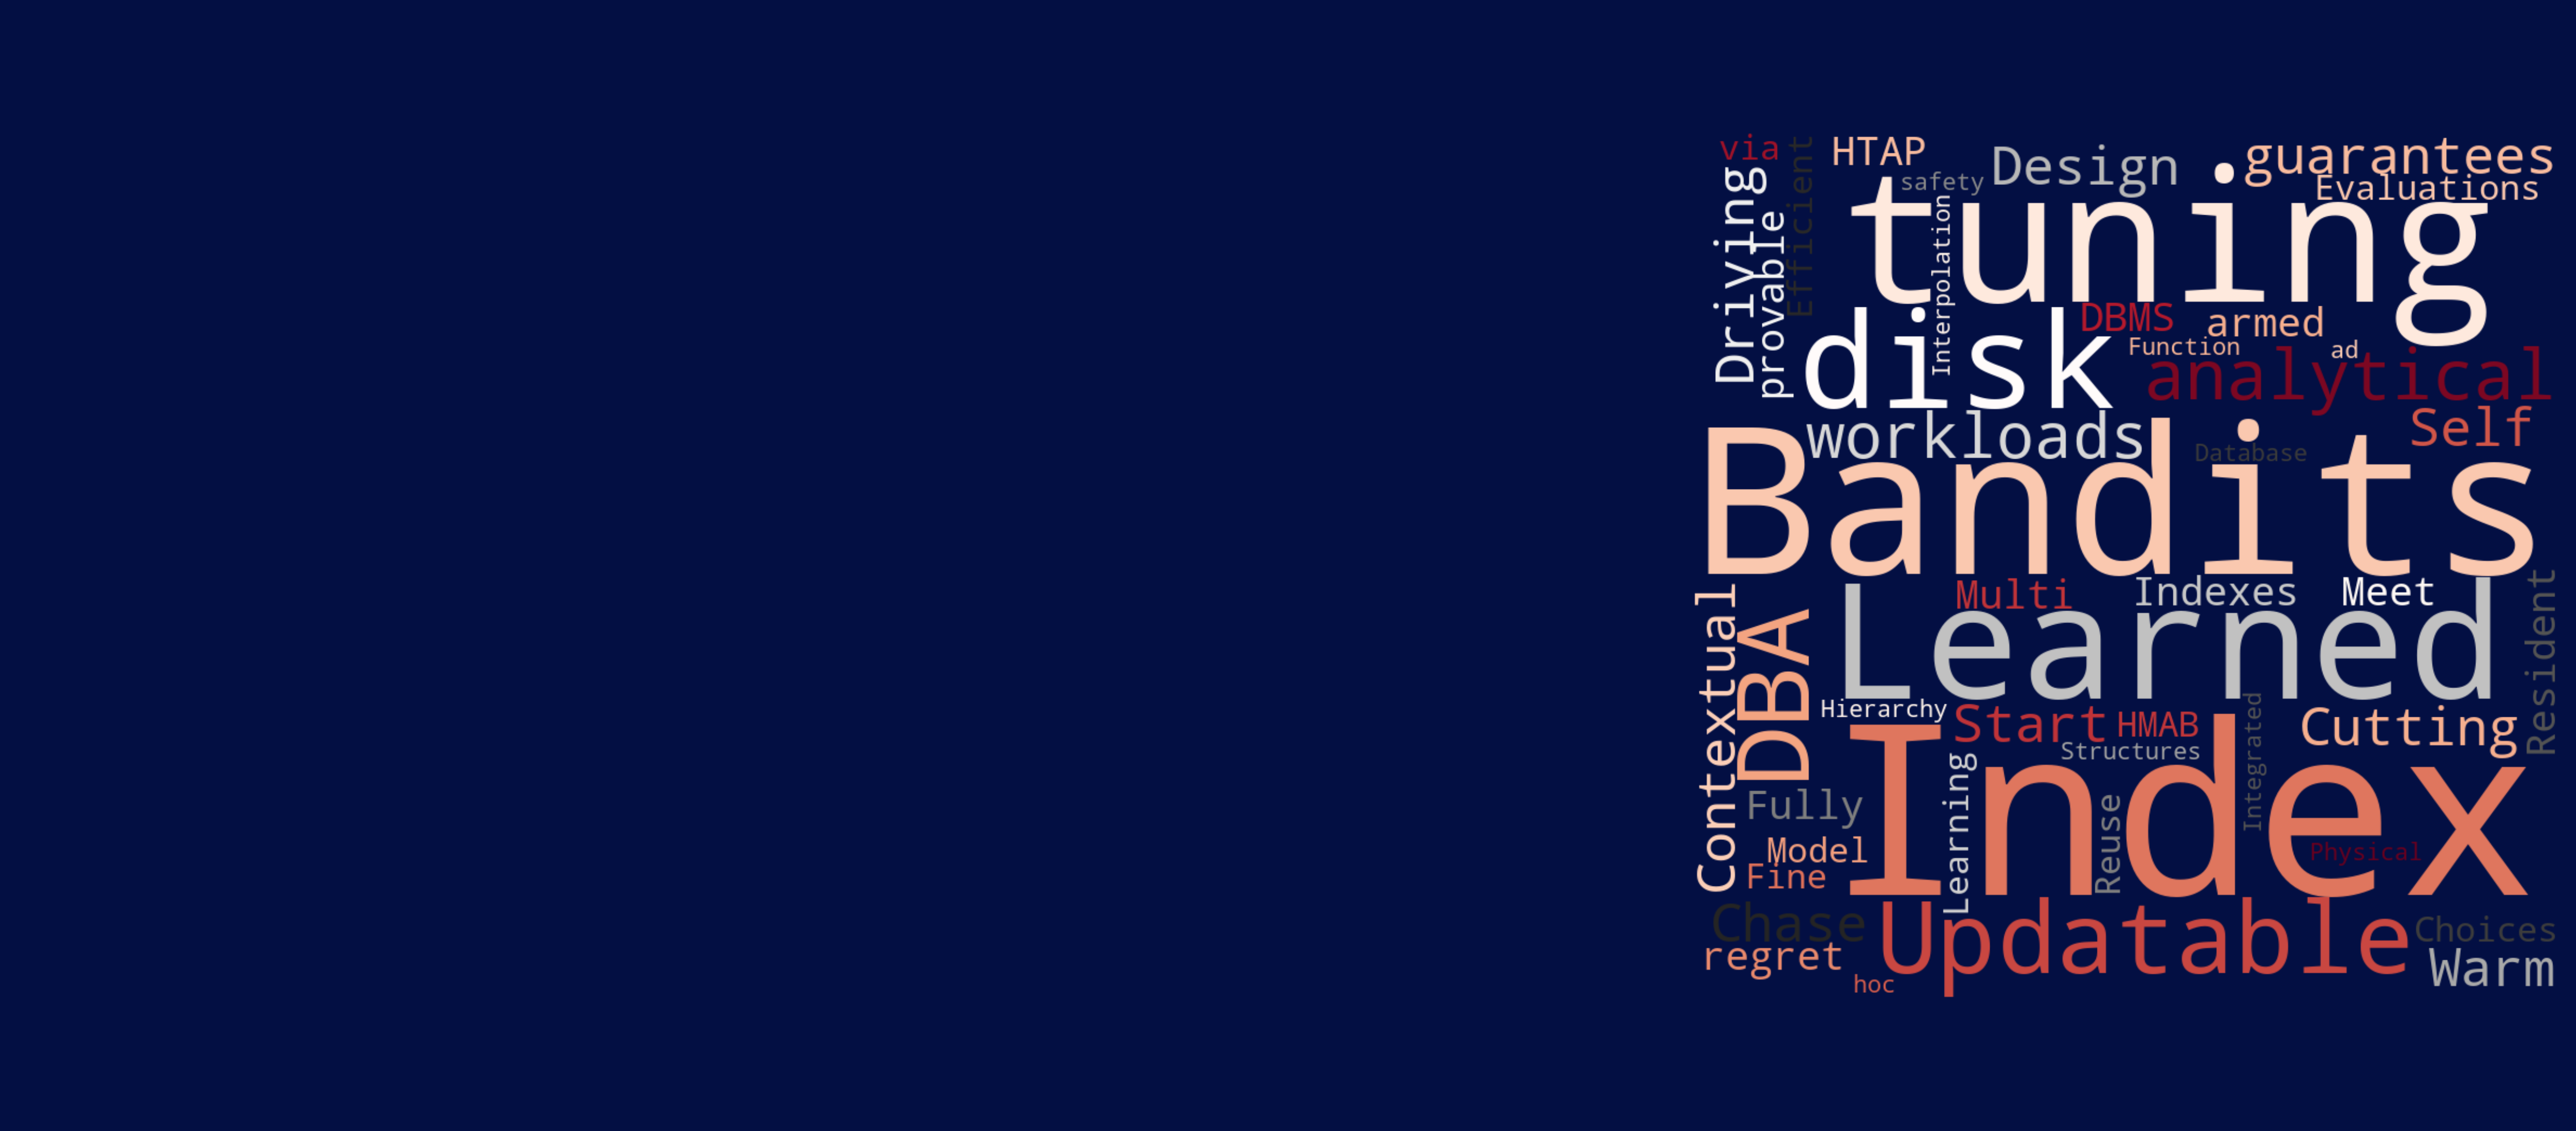 via
HTAP
safety
Design
guarantees
Evaluations
Driving
provable
Efficient
tuning
Interpolation
disk
DBMS
armed
Function
ad
analytical
workloads
Self
Database
Bandits
Multi
Indexes
Meet
Learned
Resident
Contextual
DBA
Hierarchy
Start
HMAB
Structures
Integrated
Cutting
Index
Fully
Model
Fine
Learning
Reuse
Physical
Chase
Updatable
Choices
regret
Warm
hoc